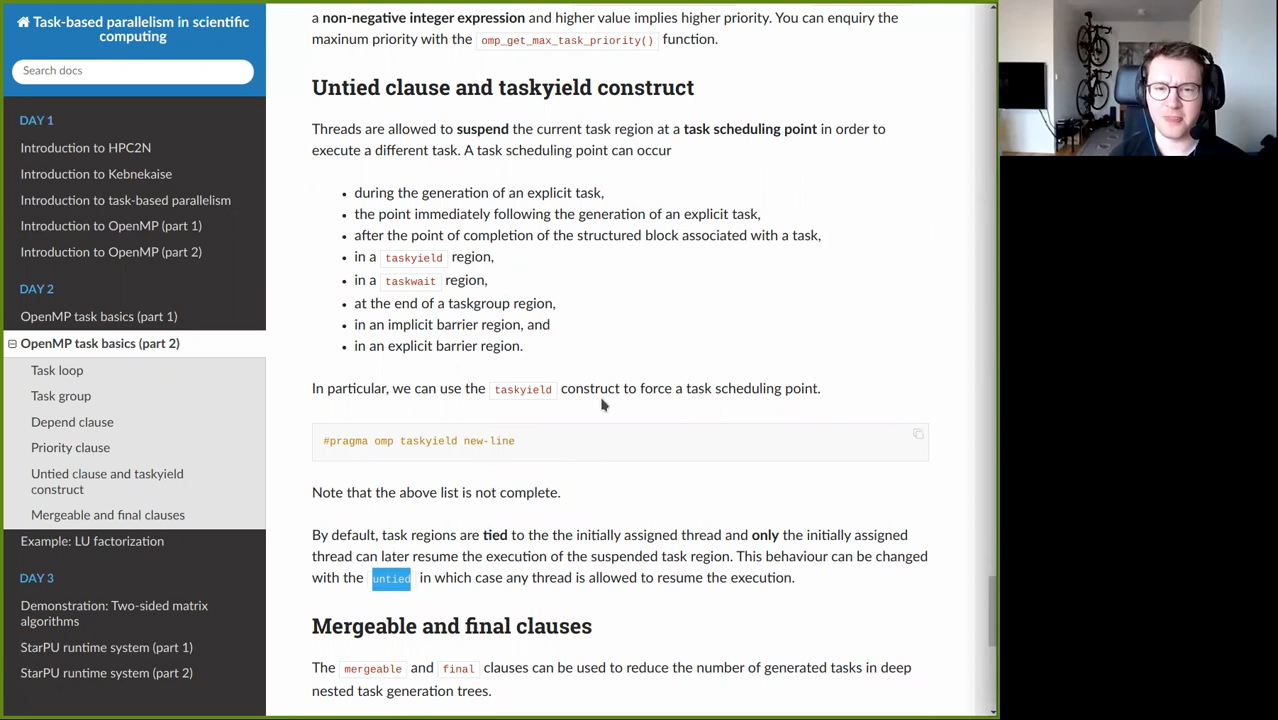 Task-based parallelism in scientific
computing
Search docs
DAY 1
Introduction to HPC2N
Introduction to Kebnekaise
Introduction to task-based parallelism
Introduction to OpenMP (part 1)
Introduction to OpenMP (part 2)
DAY 2
OpenMP task basics (part 1)
OpenMP task basics (part 2)
Task loop
Task group
Depend clause
Priority clause
Untied clause and taskyield
construct
Mergeable and final clauses
Example: LU factorization
DAY 3
Demonstration: Two-sided matrix
algorithms
StarPU runtime system (part 1)
StarPU runtime system (part 2)
a non-negative integer expression and higher value implies higher priority. You can enquiry the
maxinum priority with the omp_get_max_task_priority() function.
Untied clause and taskyield construct
Threads are allowed to suspend the current task region at a task scheduling point in order to
execute a different task. A task scheduling point can occur
• during the generation of an explicit task,
• the point immediately following the generation of an explicit task,
• after the point of completion of the structured block associated with a task,
• in a taskyield region,
• in a taskwait region,
• at the end of a taskgroup region,
• in an implicit barrier region, and
• in an explicit barrier region.
In particular, we can use the taskyield construct to force a task scheduling point.
#pragma omp taskyield new-line
Note that the above list is not complete.
By default, task regions are tied to the the initially assigned thread and only the initially assigned
thread can later resume the execution of the suspended task region. This behaviour can be changed
with the untied in which case any thread is allowed to resume the execution.
Mergeable and final clauses
The mergeable and final clauses can be used to reduce the number of generated tasks in deep
nested task generation trees.